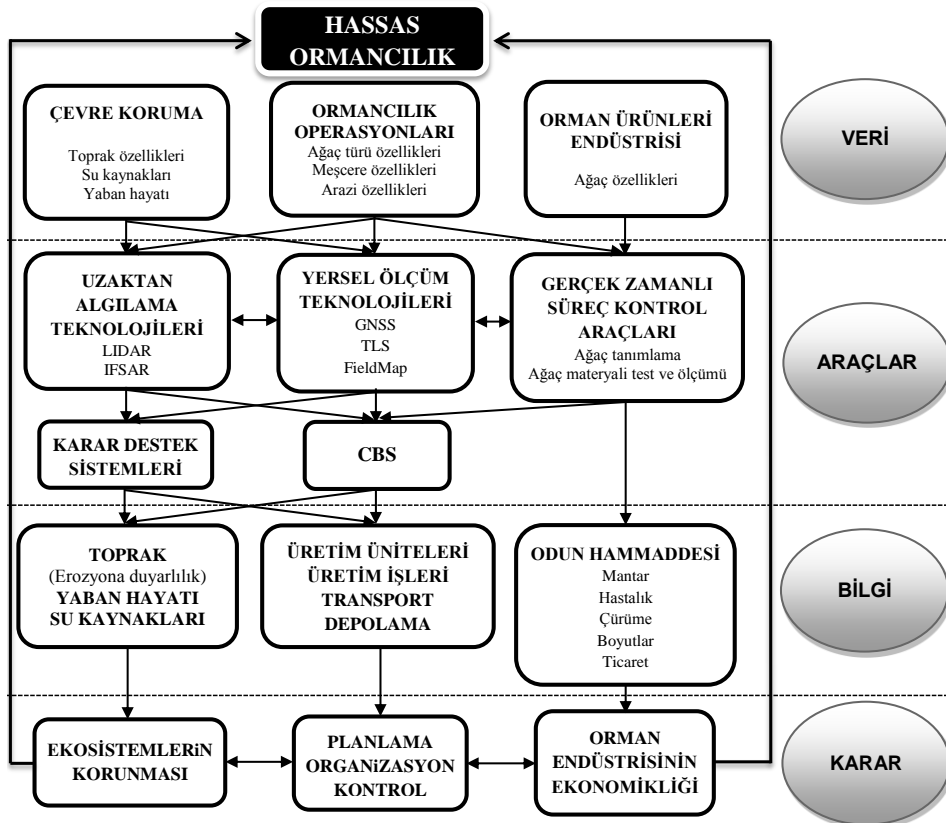 HASSAS
ORMANCILIK
ÇEVRE KORUMA
Toprak özellikleri
Su kaynakları
Yaban hayatı
ORMANCILIK
OPERASYONLARI
Ağaç türü özellikleri
Meşcere özellikleri
Arazi özellikleri
ORMAN ÜRÜNLERİ
ENDÜSTRİSİ
Ağaç özellikleri
VERİ
UZAKTAN
ALGILAMA
TEKNOLOJİLERİ
LIDAR
IFSAR
YERSEL ÖLÇÜM
TEKNOLOJİLERİ
GNSS
TLS
FieldMap
GERÇEK ZAMANLI
SÜREÇ KONTROL
ARAÇLARI
Ağaç tanımlama
Ağaç materyali test ve ölçümü
ARAÇLAR
KARAR DESTEK
SİSTEMLERİ
CBS
TOPRAK
(Erozyona duyarlılık)
YABAN HAYATI
SU KAYNAKLARI
ÜRETİM ÜNİTELERİ
ÜRETİM İŞLERİ
TRANSPORT
DEPOLAMA
ODUN HAMMADDESİ
Mantar
Hastalık
Çürüme
Boyutlar
Ticaret
BİLGİ
EKOSİSTEMLERiN
KORUNMASI
PLANLAMA
ORGANiZASYON
KONTROL
ORMAN
ENDÜSTRİSİNİN
EKONOMİKLİĞİ
KARAR